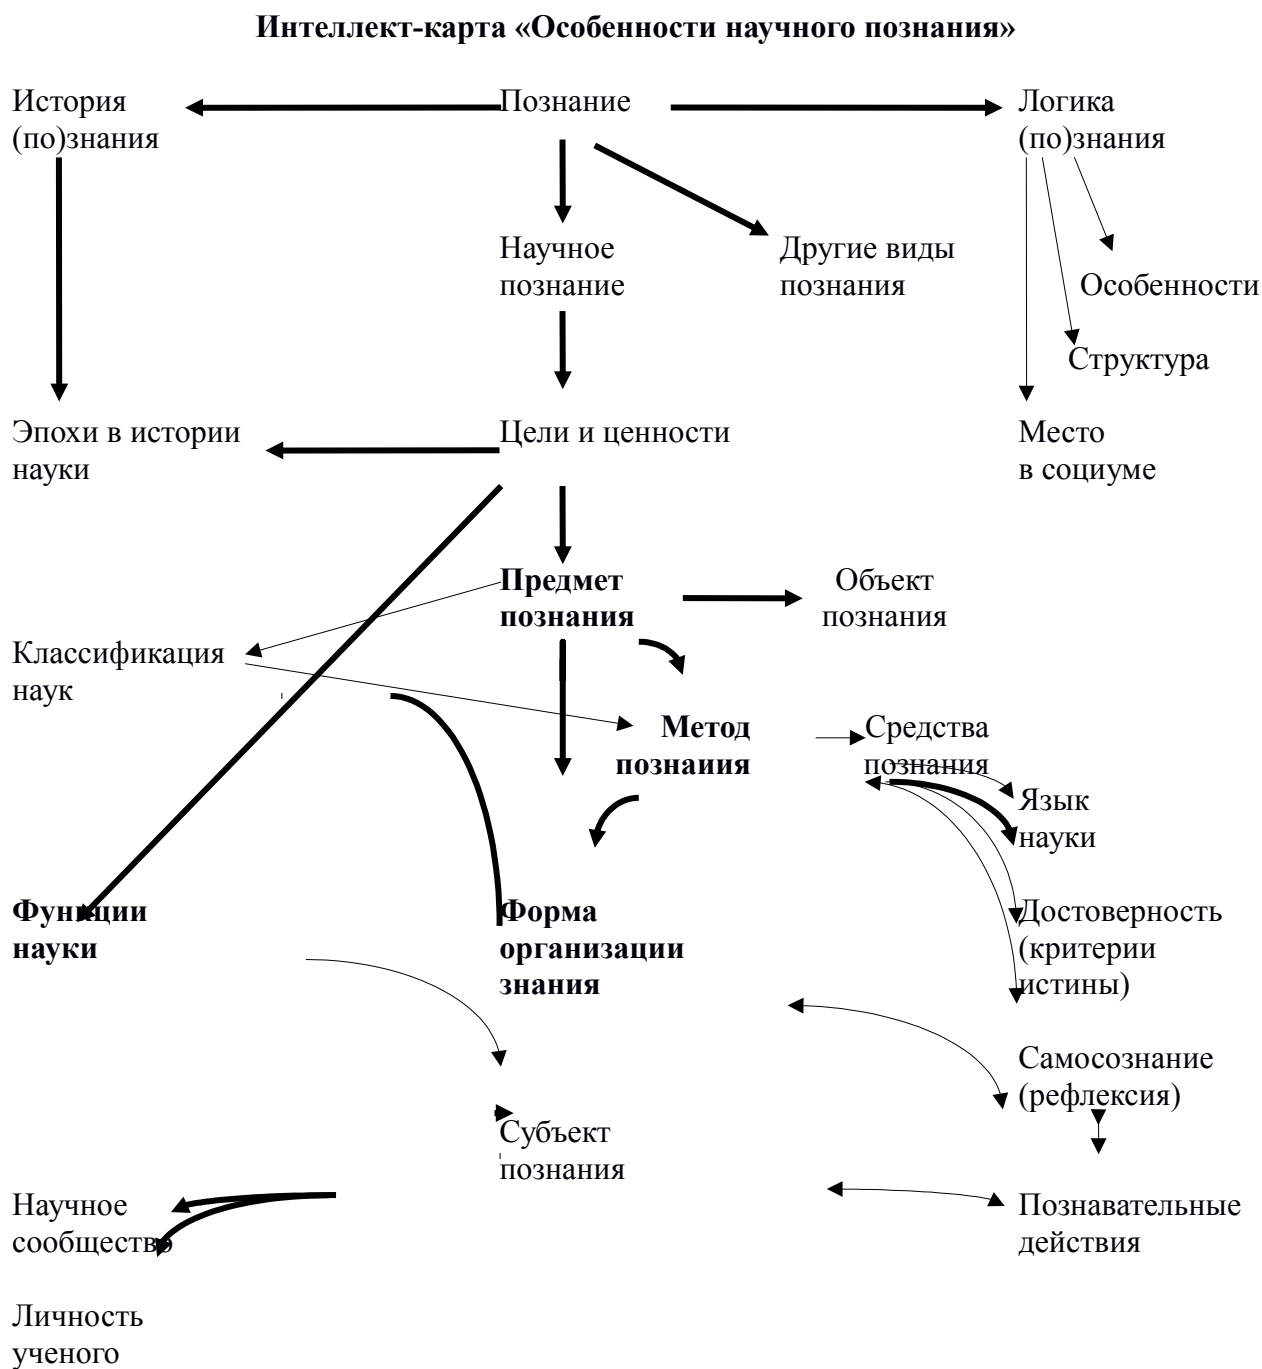 Интеллект-карта «Особенности научного познания»
История
(по)знания
Познание
Логика
(по)знания
Научное
познание
Другие виды
познания
Особенности
Структура
Эпохи в истории
науки
Цели и ценности
Место
в социуме
Предмет
познания
Объект
познания
Классификация
наук
Метод
познаиия
Средства
познания
Язык
науки
Функции
науки
Форма
организации
знания
Достоверность
(критерии
истины)
Самосознание
(рефлексия)
Субъект
познания
Научное
сообщество
Познавательные
действия
Личность
ученого